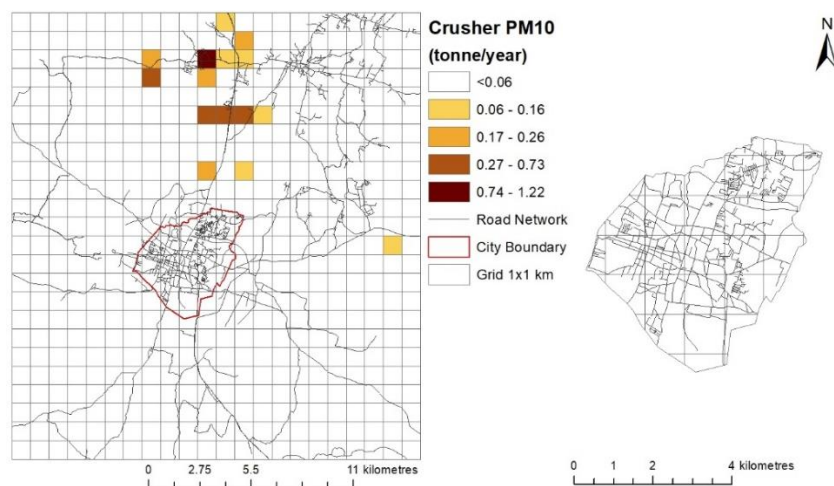 Crusher PM10
(tonne/year)
<0.06
0.06 - 0.16
0.17 - 0.26
0.27 - 0.73
0.74 - 1.22
Road Network
City Boundary
Grid 1x1 km
N
0 2.75 5.5 11 kilometres
0 1 2 4 kilometres